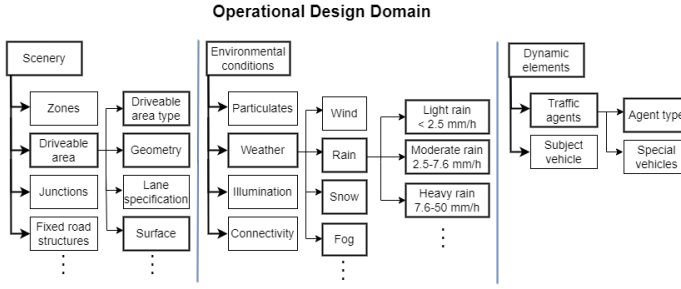 Operational Design Domain
Scenery
Zones
Driveable
area
Junctions
Fixed road
structures
Driveable
area type
Geometry
Lane
specification
Surface
Environmental
conditions
Particulates
Weather
Illumination
Connectivity
Wind
Rain
Snow
Fog
Light rain
< 2.5 mm/h
Moderate rain
2.5-7.6 mm/h
Heavy rain
7.6-50 mm/h
Dynamic
elements
Traffic
agents
Subject
vehicle
Agent type
Special
vehicles